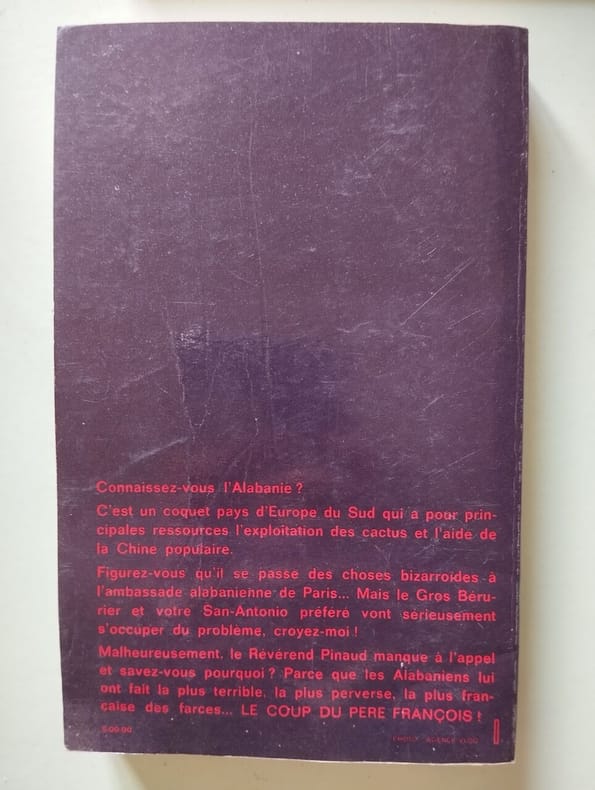 Connaissez-vous l'Alabanie ?
C'est un coquet pays d'Europe du Sud qui a pour prin-
cipales ressources l'exploitation des cactus et l'aide de
la Chine populaire.
Figurez-vous qu'il se passe des choses bizarroïdes à
l'ambassade alabanienne de Paris... Mais le Gros Béru-
rier et votre San-Antonio préféré vont sérieusement
s'occuper du problème, croyez-moi !
Malheureusement, le Révérend Pinaud manque à l'appel
et savez-vous pourquoi ? Parce que les Alabaniens lui
ont fait la plus terrible, la plus perverse, la plus fran-
çaise des farces... LE COUP DU PERE FRANÇOIS !